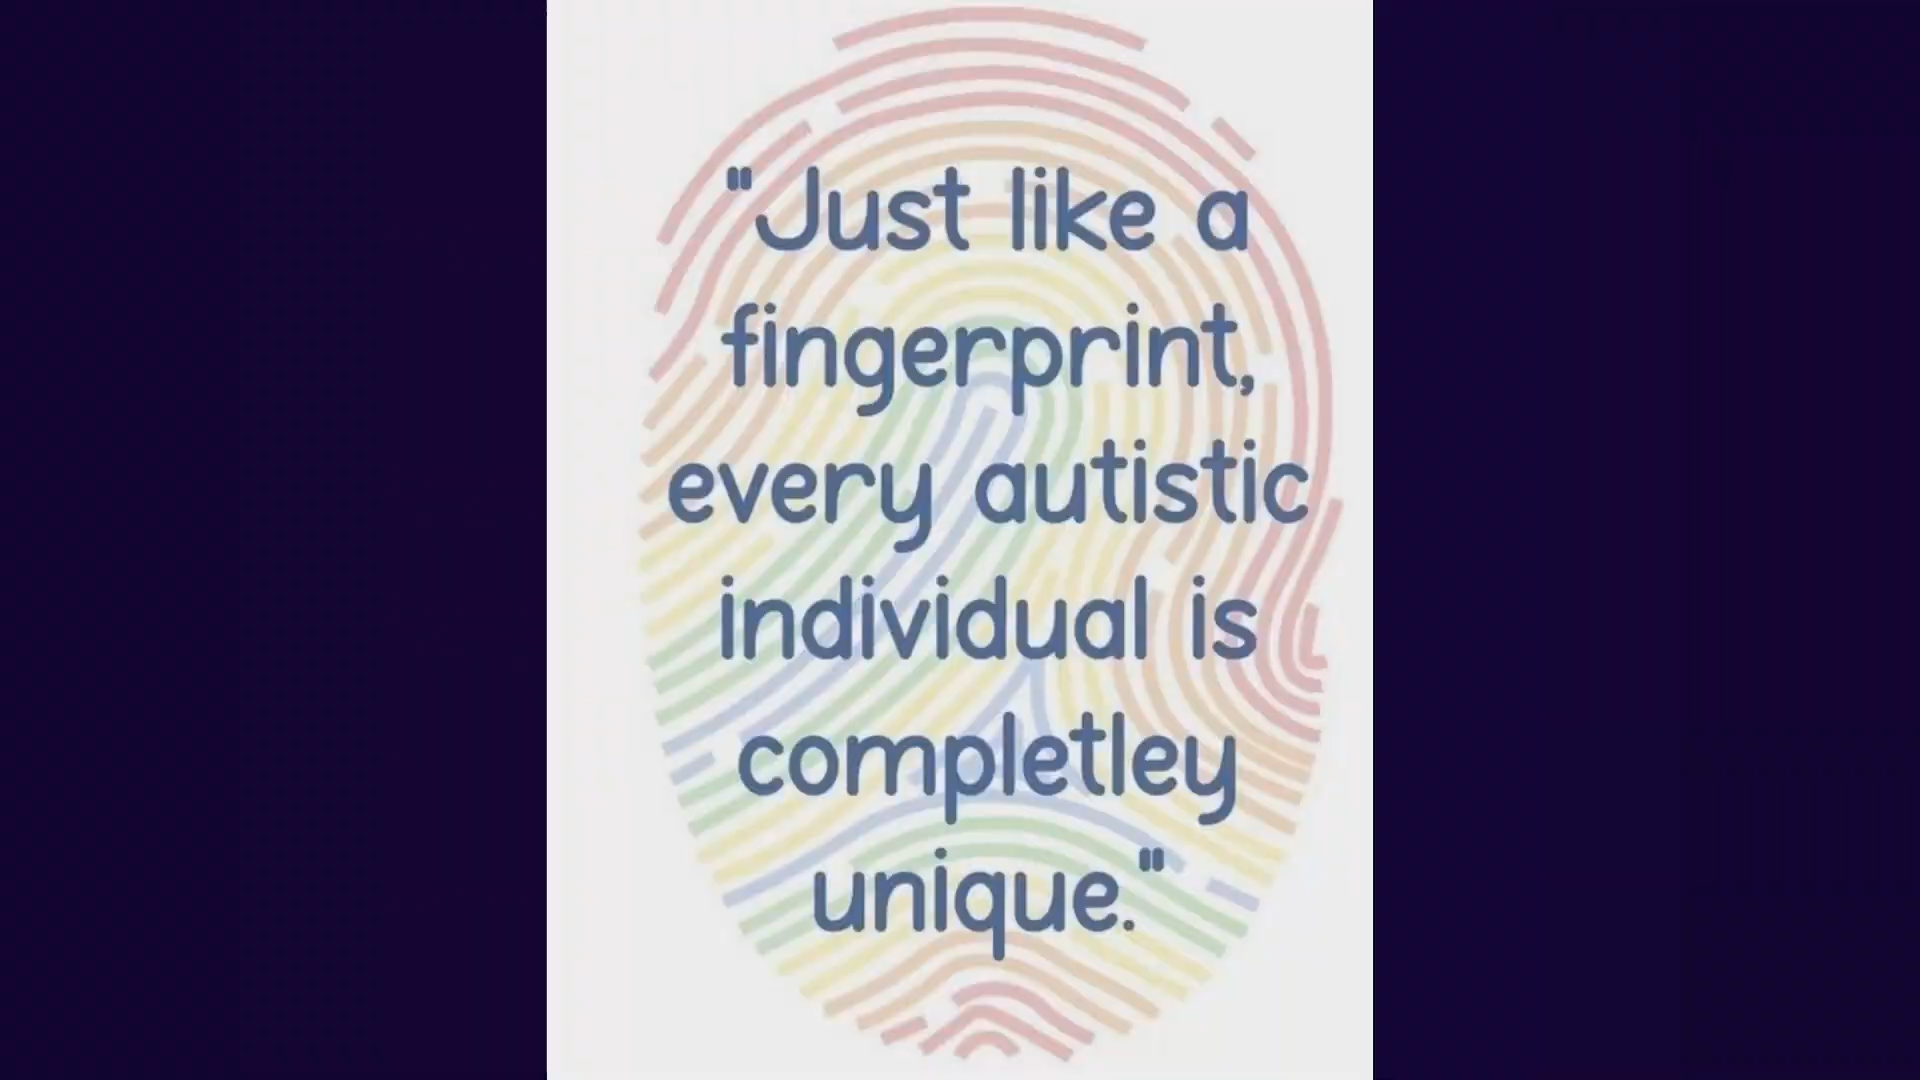 "Just like a
fingerprint,
every autistic
individual is
completley
unique."